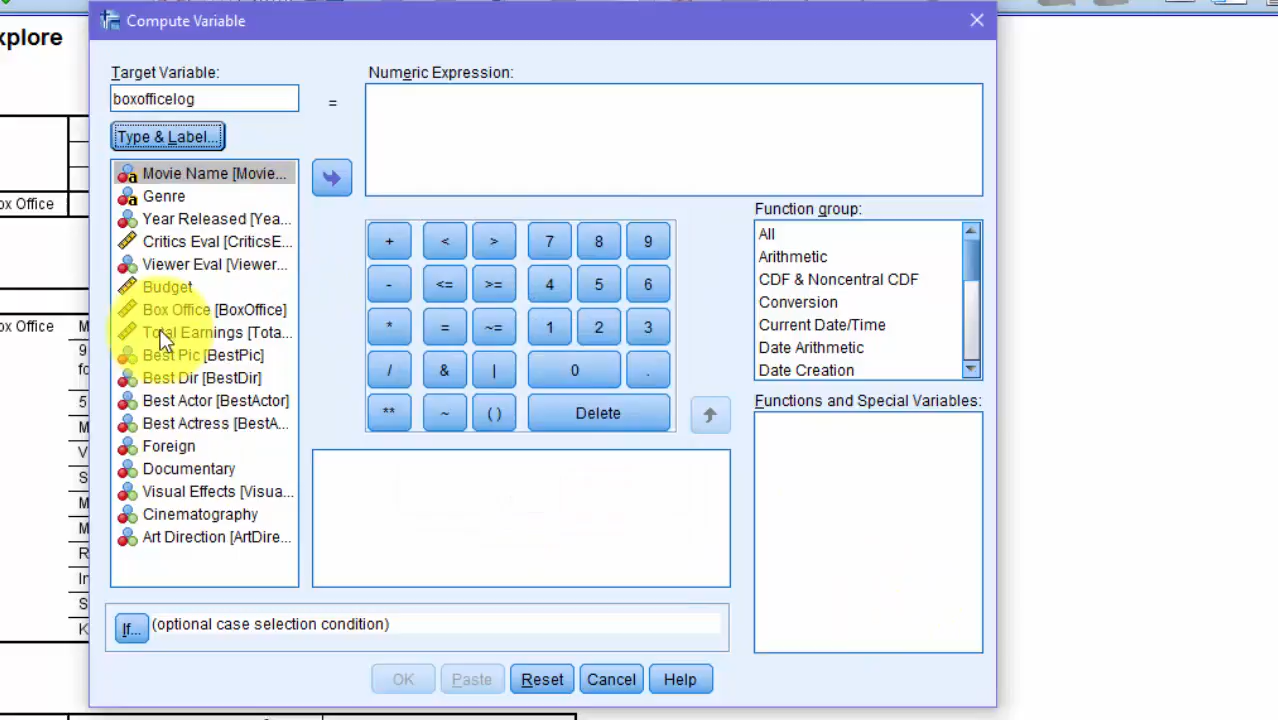 Compute Variable
xplore
Target Variable:
boxofficelog
=
Numeric Expression:
Type & Label...
Movie Name [Movie...
Genre
Year Released [Yea...
Critics Eval [CriticsE...
Viewer Eval [Viewer...
Budget
Box Office [BoxOffice]
Total Earnings [Tota...
Best Pic [BestPic]
Best Dir [BestDir]
Best Actor [BestActor]
Best Actress [BestA...
Foreign
Documentary
Visual Effects [Visua...
Cinematography
Art Direction [ArtDire...
+ < > 7 8 9
- <= >= 4 5 6
* = ~= 1 2 3
/ & | 0 .
** ~ ( ) Delete
Function group:
All
Arithmetic
CDF & Noncentral CDF
Conversion
Current Date/Time
Date Arithmetic
Date Creation
Functions and Special Variables:
If... (optional case selection condition)
OK Paste Reset Cancel Help
ox Office
ox Office
M
9
fo
5
M
V
S
M
M
R
In
S
K